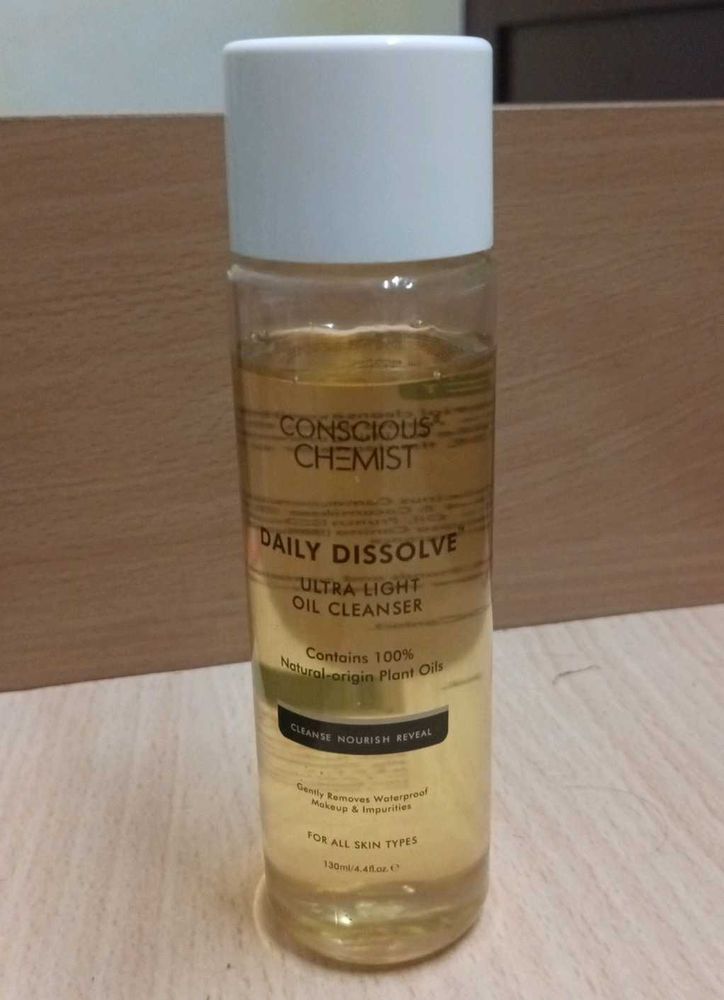 CONSCIOUS
CHEMIST
DAILY DISSOLVE™
ULTRA LIGHT
OIL CLEANSER
Contains 100%
Natural-origin Plant Oils
CLEANSE NOURISH REVEAL
Gently Removes Waterproof
Makeup & Impurities
FOR ALL SKIN TYPES
130ml/4.4fl.oz. ℮